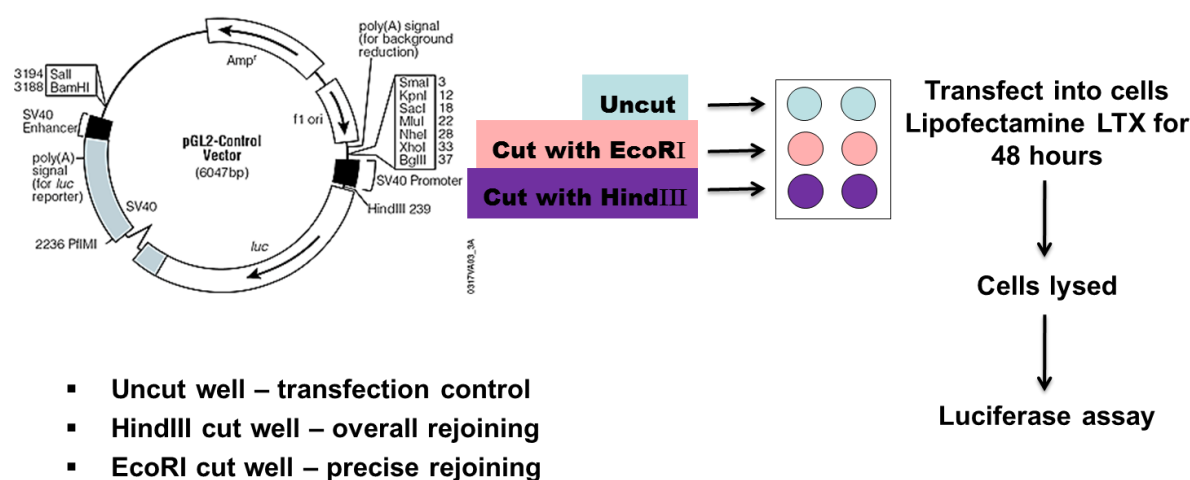 poly(A) signal
(for background
reduction)
Ampʳ
3194 SalI
3188 BamHI
SmaI 3
KpnI 12
SacI 18
MluI 22
NheI 28
XhoI 33
BglII 37
f1 ori
SV40
Enhancer
pGL2-Control
Vector
(6047bp)
poly(A)
signal
(for luc
reporter)
SV40 Promoter
HindIII 239
SV40
2236 PflMI
luc
0317VA03_3A
Uncut
Cut with EcoRI
Cut with HindIII
Transfect into cells
Lipofectamine LTX for
48 hours
Cells lysed
Luciferase assay
▪ Uncut well – transfection control
▪ HindIII cut well – overall rejoining
▪ EcoRI cut well – precise rejoining